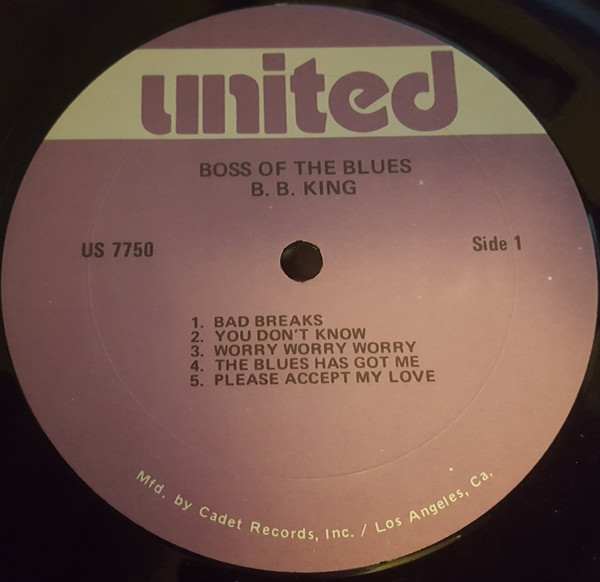 united
BOSS OF THE BLUES
B. B. KING
US 7750
Side 1
1. BAD BREAKS
2. YOU DON'T KNOW
3. WORRY WORRY WORRY
4. THE BLUES HAS GOT ME
5. PLEASE ACCEPT MY LOVE
Mfd. by Cadet Records, Inc. / Los Angeles, Ca.